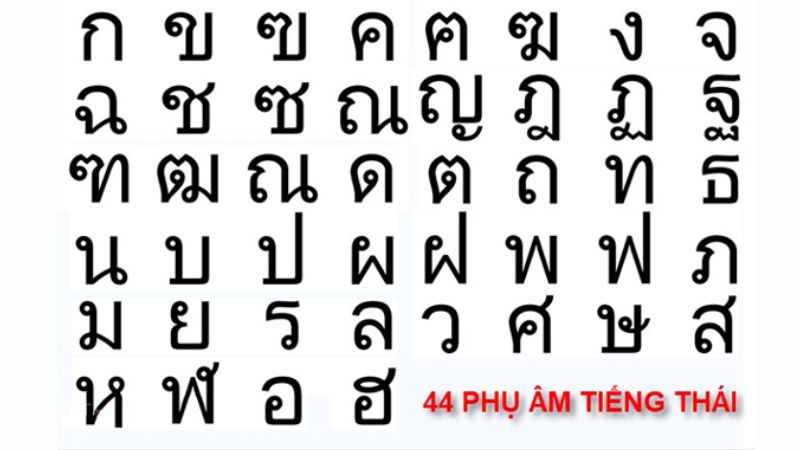 ก ข ฃ ค ฅ ฆ ง จ
ฉ ช ซ ณ ญ ฎ ฏ ฐ
ฑ ฒ ณ ด ต ถ ท ธ
น บ ป ผ ฝ พ ฟ ภ
ม ย ร ล ว ศ ษ ส
ห ฬ อ ฮ 44 PHỤ ÂM TIẾNG THÁI